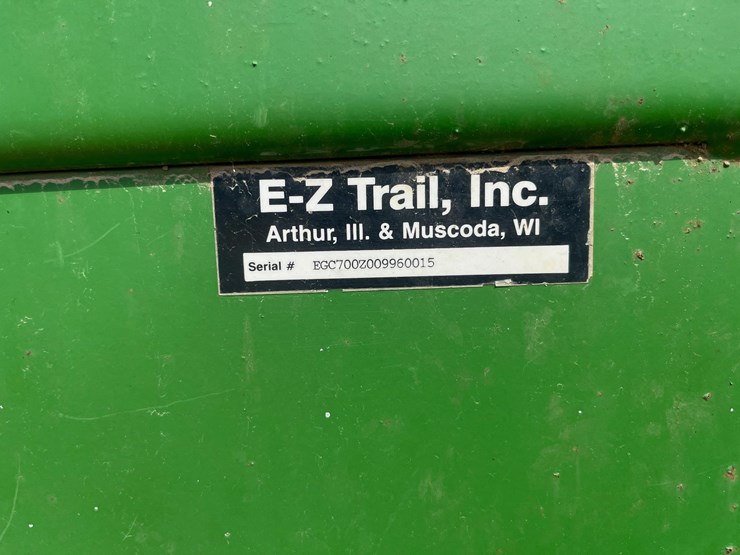 E-Z Trail, Inc.
Arthur, Ill. & Muscoda, WI
Serial # EGC700Z009960015